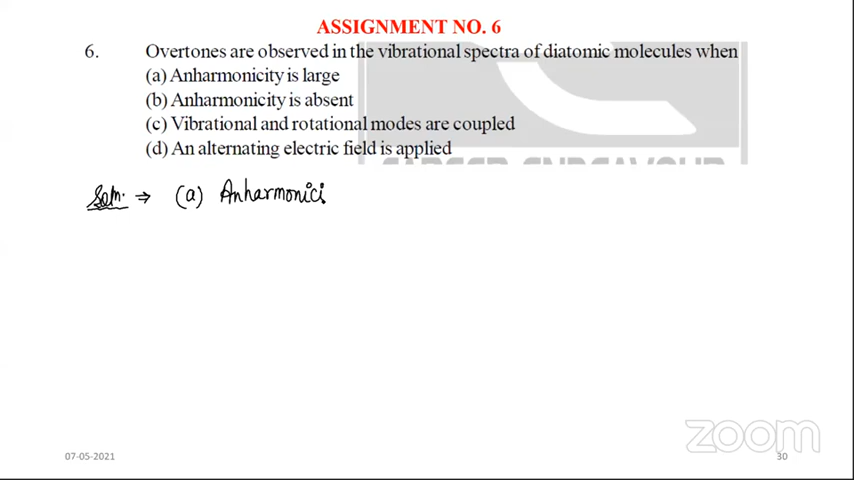 ASSIGNMENT NO. 6
6. Overtones are observed in the vibrational spectra of diatomic molecules when
(a) Anharmonicity is large
(b) Anharmonicity is absent
(c) Vibrational and rotational modes are coupled
(d) An alternating electric field is applied
CAREER ENDEAVOUR
Soln. ⇒ (a) Anharmonici
zoom
07-05-2021
30